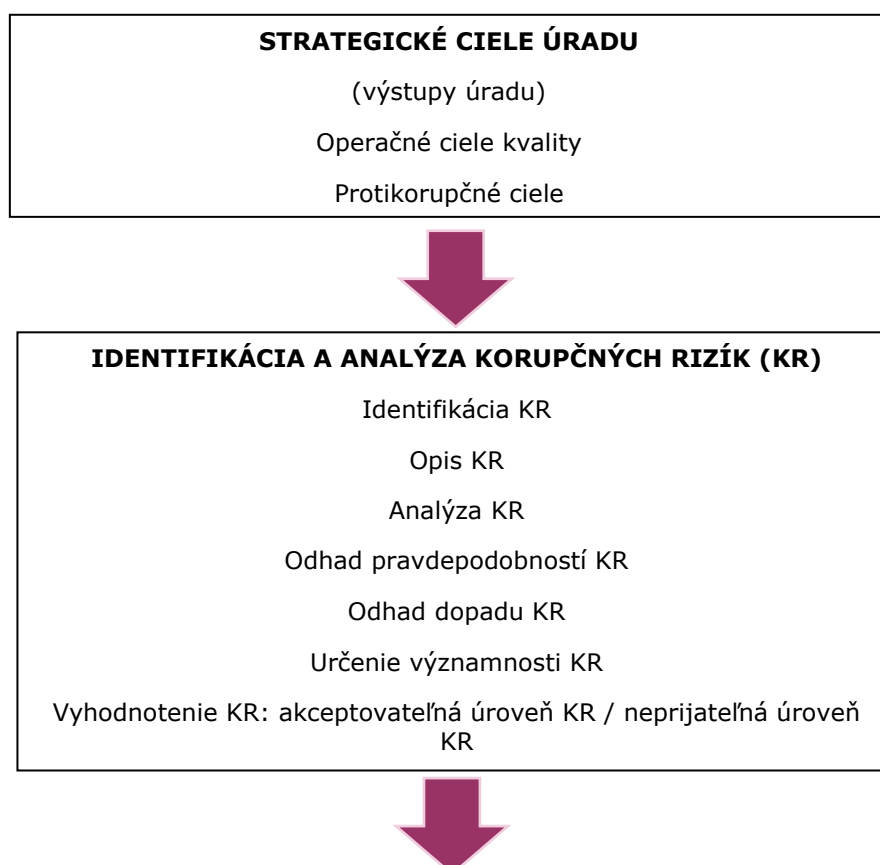 STRATEGICKÉ CIELE ÚRADU
(výstupy úradu)
Operačné ciele kvality
Protikorupčné ciele
IDENTIFIKÁCIA A ANALÝZA KORUPČNÝCH RIZÍK (KR)
Identifikácia KR
Opis KR
Analýza KR
Odhad pravdepodobností KR
Odhad dopadu KR
Určenie významnosti KR
Vyhodnotenie KR: akceptovateľná úroveň KR / neprijateľná úroveň
KR